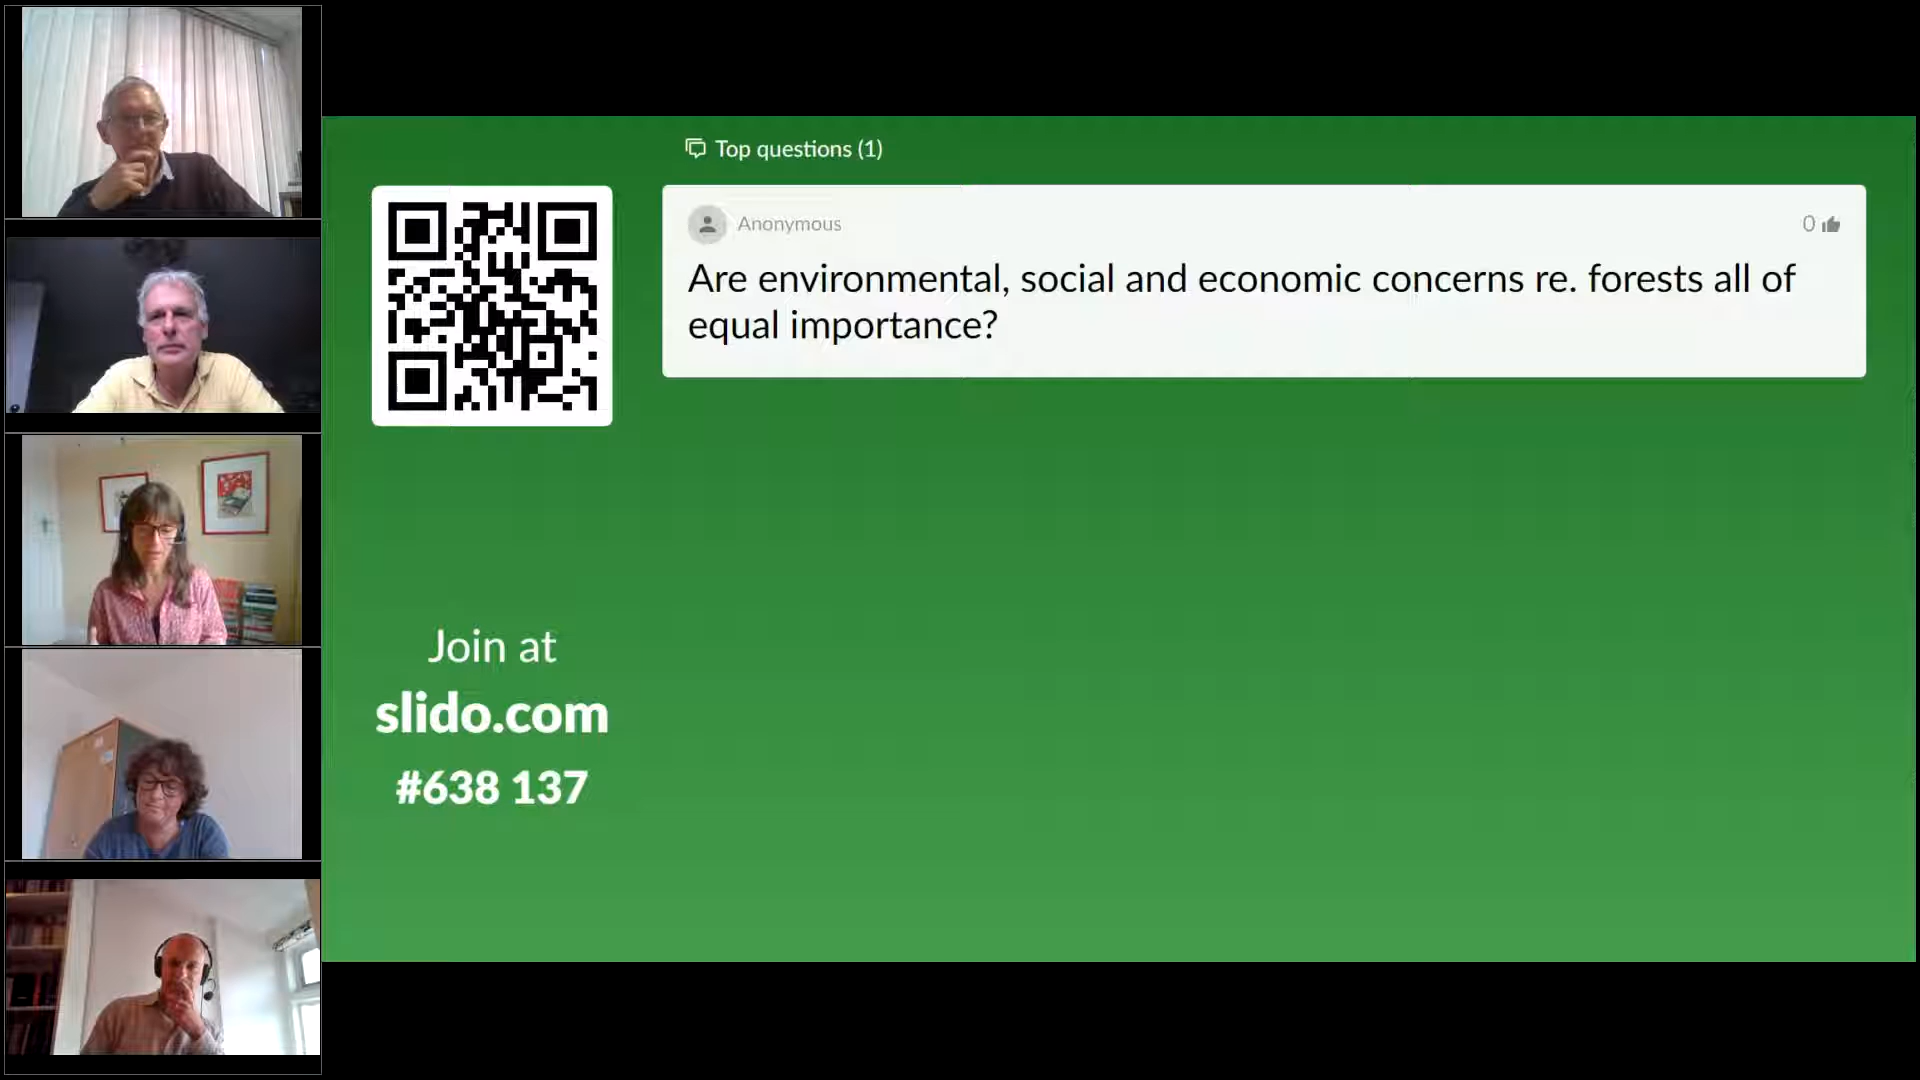 Top questions (1)
Anonymous
0
Are environmental, social and economic concerns re. forests all of
equal importance?
Join at
slido.com
#638 137